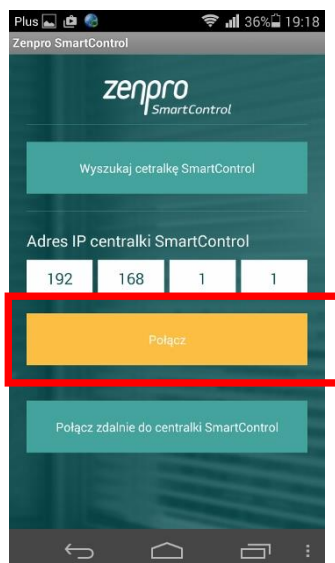 Plus 36% 19:18
Zenpro SmartControl
zenpro
SmartControl
Wyszukaj cetralkę SmartControl
Adres IP centralki SmartControl
192 168 1 1
Połącz
Połącz zdalnie do centralki SmartControl